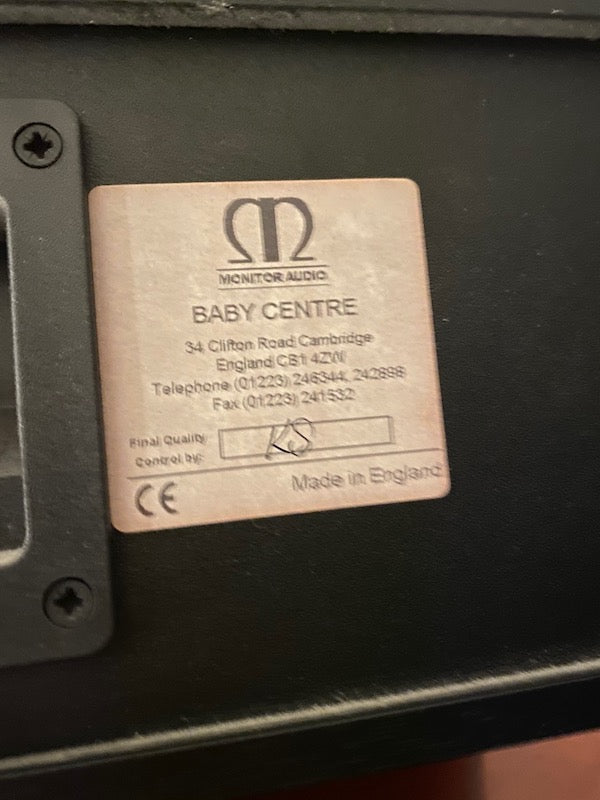 MONITOR AUDIO
BABY CENTRE
34 Clifton Road Cambridge
England CB1 4ZW
Telephone (01223) 246344, 242898
Fax (01223) 241532
Final Quality
Control by:
KS
CE
Made in England